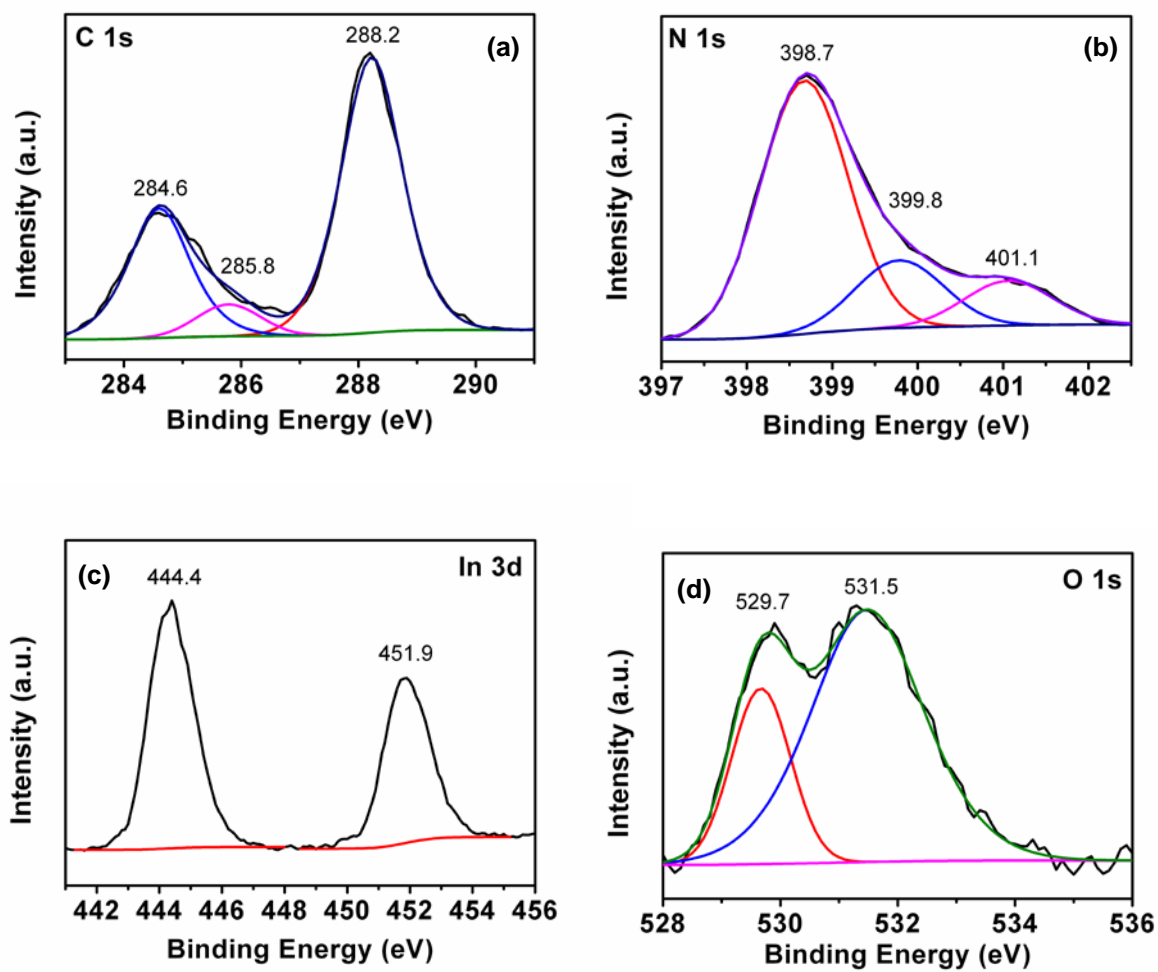 C 1s
(a)
288.2
284.6
285.8
Intensity (a.u.)
284 286 288 290
Binding Energy (eV)
N 1s
(b)
398.7
399.8
401.1
Intensity (a.u.)
397 398 399 400 401 402
Binding Energy (eV)
(c)
In 3d
444.4
451.9
Intensity (a.u.)
442 444 446 448 450 452 454 456
Binding Energy (eV)
(d)
O 1s
529.7
531.5
Intensity (a.u.)
528 530 532 534 536
Binding Energy (eV)